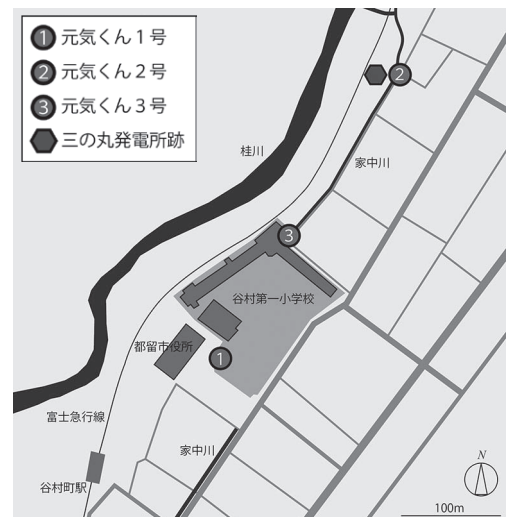 ① 元気くん1号
② 元気くん2号
③ 元気くん3号
三の丸発電所跡
②
桂川
家中川
③
谷村第一小学校
都留市役所
①
富士急行線
家中川
谷村町駅
N
100m